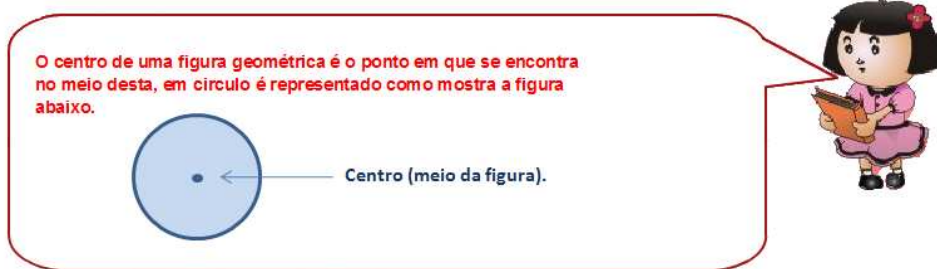 O centro de uma figura geométrica é o ponto em que se encontra
no meio desta, em circulo é representado como mostra a figura
abaixo.
Centro (meio da figura).